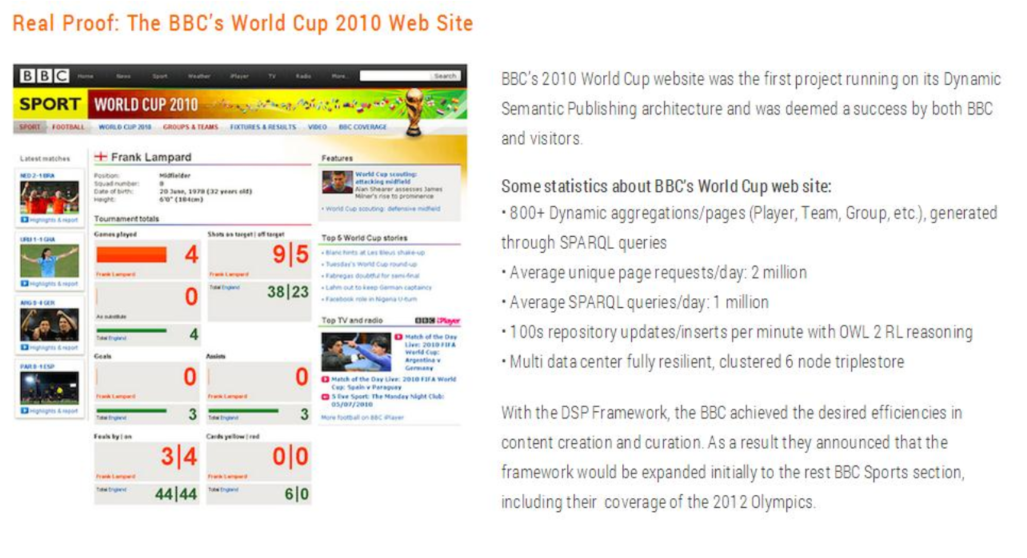 Real Proof: The BBC's World Cup 2010 Web Site
BBC
Home News Sport Weather iPlayer TV Radio More... Search
SPORT WORLD CUP 2010
SPORT FOOTBALL WORLD CUP 2010 GROUPS & TEAMS FIXTURES & RESULTS VIDEO BBC COVERAGE
Latest matches
NED 2-1 BRA
Highlights & report
URU 1-1 GHA
Highlights & report
ARG 0-4 GER
Highlights & report
PAR 0-1 ESP
Highlights & report
Frank Lampard
Position: Midfielder
Squad number: 8
Date of birth: 20 June, 1978 (32 years old)
Height: 6'0" (184cm)
Tournament totals
Games played
4
Frank Lampard
0
As substitute
4
Total England
Shots on target | off target
9|5
Frank Lampard
Total England 38|23
Goals
0
Frank Lampard
3
Total England
Assists
0
Frank Lampard
3
Total England
Fouls by | on
3|4
Frank Lampard
Total England 44|44
Cards yellow | red
0|0
Frank Lampard
Total England 6|0
Features
World Cup scouting:
attacking midfield
Alan Shearer assesses James
Milner's rise to prominence
• World Cup scouting: defensive midfield
Top 5 World Cup stories
• Blanc hints at Les Bleus shake-up
• Tuesday's World Cup round-up
• Fabregas doubtful for semi-final
• Lahm out to keep German captaincy
• Facebook role in Nigeria U-turn
Top TV and radio BBC iPlayer
Match of the Day
Live: 2010 FIFA
World Cup:
Argentina v
Germany
Match of the Day Live: 2010 FIFA World
Cup: Spain v Paraguay
5 live Sport: The Monday Night Club:
05/07/2010
More football on BBC iPlayer
BBC's 2010 World Cup website was the first project running on its Dynamic
Semantic Publishing architecture and was deemed a success by both BBC
and visitors.
Some statistics about BBC's World Cup web site:
• 800+ Dynamic aggregations/pages (Player, Team, Group, etc.), generated
through SPARQL queries
• Average unique page requests/day: 2 million
• Average SPARQL queries/day: 1 million
• 100s repository updates/inserts per minute with OWL 2 RL reasoning
• Multi data center fully resilient, clustered 6 node triplestore
With the DSP Framework, the BBC achieved the desired efficiencies in
content creation and curation. As a result they announced that the
framework would be expanded initially to the rest BBC Sports section,
including their coverage of the 2012 Olympics.